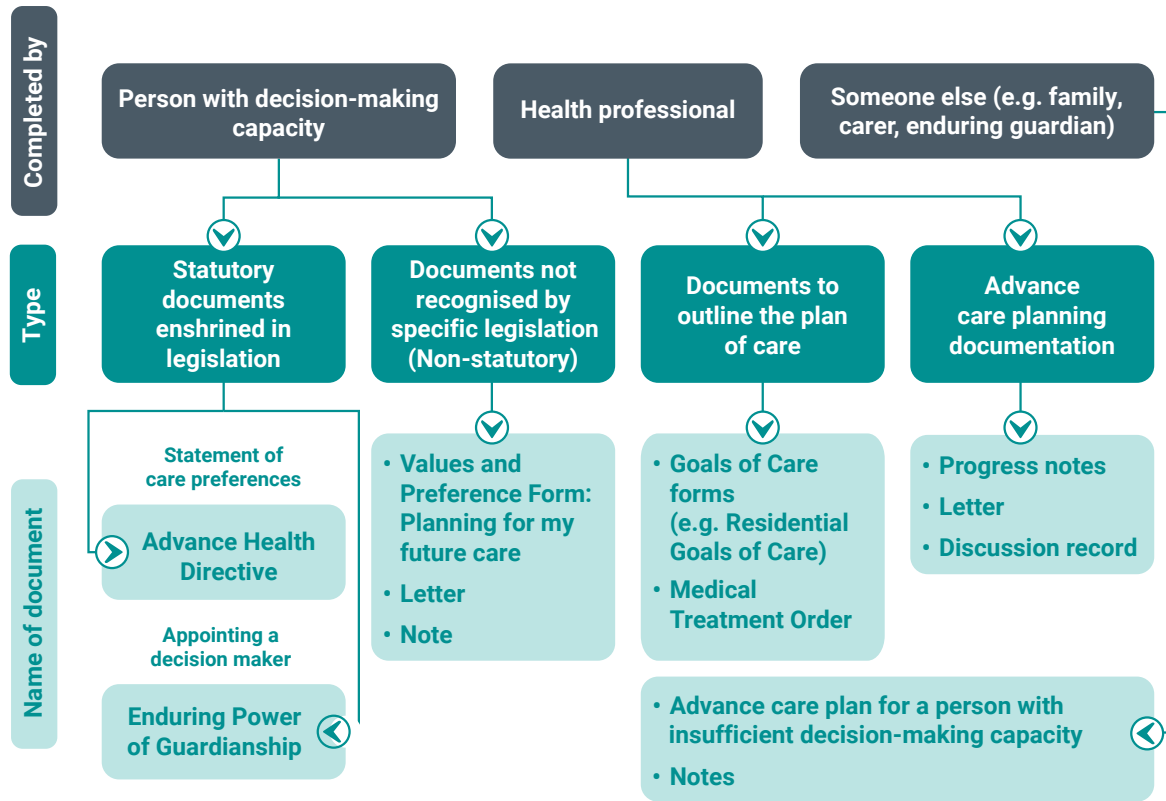 Completed by
Person with decision-making
capacity
Health professional
Someone else (e.g. family,
carer, enduring guardian)
Type
Statutory
documents
enshrined in
legislation
Documents not
recognised by
specific legislation
(Non-statutory)
Documents to
outline the plan
of care
Advance
care planning
documentation
Name of document
Statement of
care preferences
Advance Health
Directive
Appointing a
decision maker
Enduring Power
of Guardianship
• Values and
Preference Form:
Planning for my
future care
• Letter
• Note
• Goals of Care
forms
(e.g. Residential
Goals of Care)
• Medical
Treatment Order
• Progress notes
• Letter
• Discussion record
• Advance care plan for a person with
insufficient decision-making capacity
• Notes